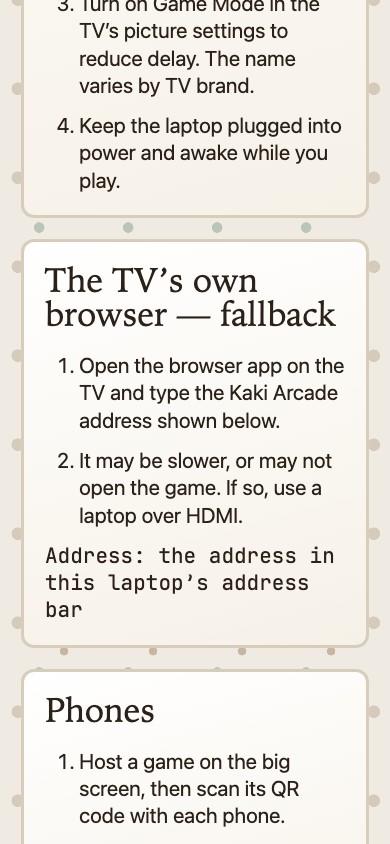 3. Turn on Game Mode in the
TV’s picture settings to
reduce delay. The name
varies by TV brand.
4. Keep the laptop plugged into
power and awake while you
play.
The TV’s own
browser — fallback
1. Open the browser app on the
TV and type the Kaki Arcade
address shown below.
2. It may be slower, or may not
open the game. If so, use a
laptop over HDMI.
Address: the address in
this laptop’s address
bar
Phones
1. Host a game on the big
screen, then scan its QR
code with each phone.